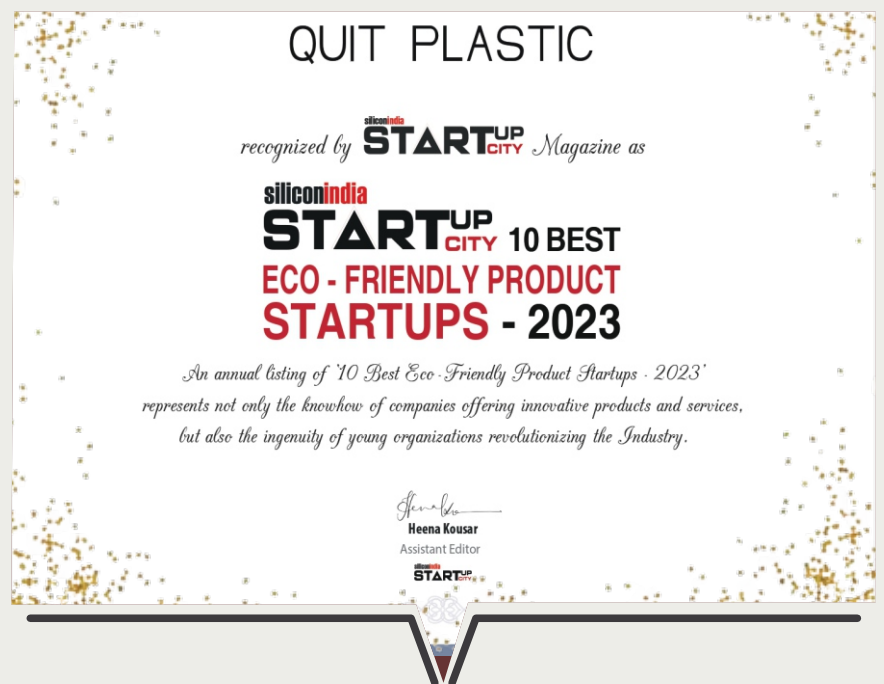 QUIT PLASTIC
siliconindia
recognized by STARTUP CITY Magazine as
siliconindia
STARTUP CITY 10 BEST
ECO - FRIENDLY PRODUCT
STARTUPS - 2023
An annual listing of '10 Best Eco-Friendly Product Startups - 2023'
represents not only the knowhow of companies offering innovative products and services,
but also the ingenuity of young organizations revolutionizing the Industry.
Heena Kousar
Assistant Editor
siliconindia
STARTUP CITY